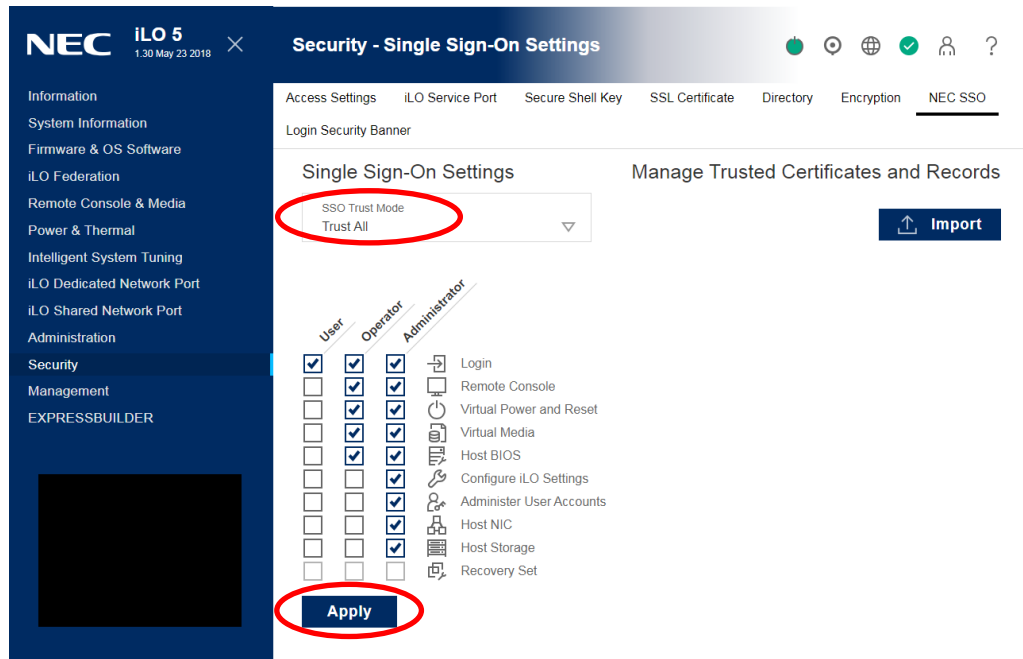 NEC iLO 5
1.30 May 23 2018
Security - Single Sign-On Settings
?
Information
System Information
Firmware & OS Software
iLO Federation
Remote Console & Media
Power & Thermal
Intelligent System Tuning
iLO Dedicated Network Port
iLO Shared Network Port
Administration
Security
Management
EXPRESSBUILDER
Access Settings iLO Service Port Secure Shell Key SSL Certificate Directory Encryption NEC SSO
Login Security Banner
Single Sign-On Settings
SSO Trust Mode
Trust All
Manage Trusted Certificates and Records
Import
User Operator Administrator
Login
Remote Console
Virtual Power and Reset
Virtual Media
Host BIOS
Configure iLO Settings
Administer User Accounts
Host NIC
Host Storage
Recovery Set
Apply